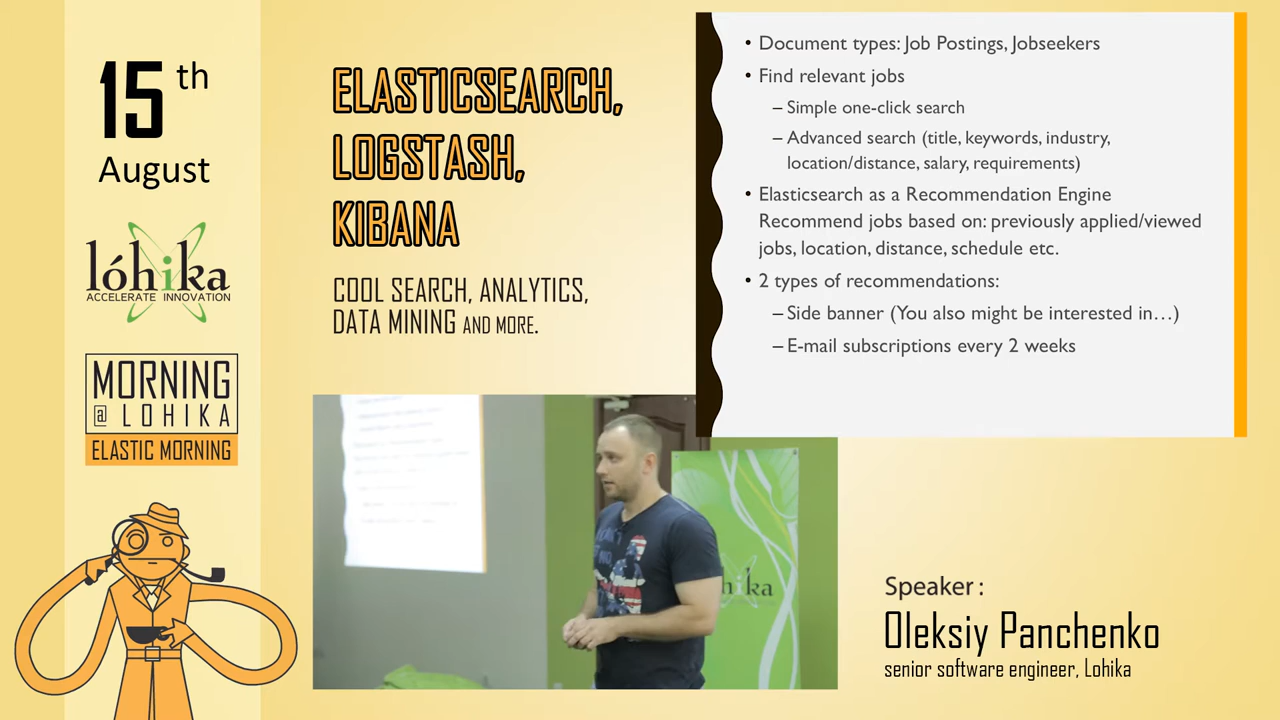 15 th
August
lóhika
ACCELERATE INNOVATION
MORNING
@ LOHIKA
ELASTIC MORNING
ELASTICSEARCH,
LOGSTASH,
KIBANA
COOL SEARCH, ANALYTICS,
DATA MINING AND MORE.
• Document types: Job Postings, Jobseekers
• Find relevant jobs
– Simple one-click search
– Advanced search (title, keywords, industry,
location/distance, salary, requirements)
• Elasticsearch as a Recommendation Engine
Recommend jobs based on: previously applied/viewed
jobs, location, distance, schedule etc.
• 2 types of recommendations:
– Side banner (You also might be interested in…)
– E-mail subscriptions every 2 weeks
hika
Speaker :
Oleksiy Panchenko
senior software engineer, Lohika